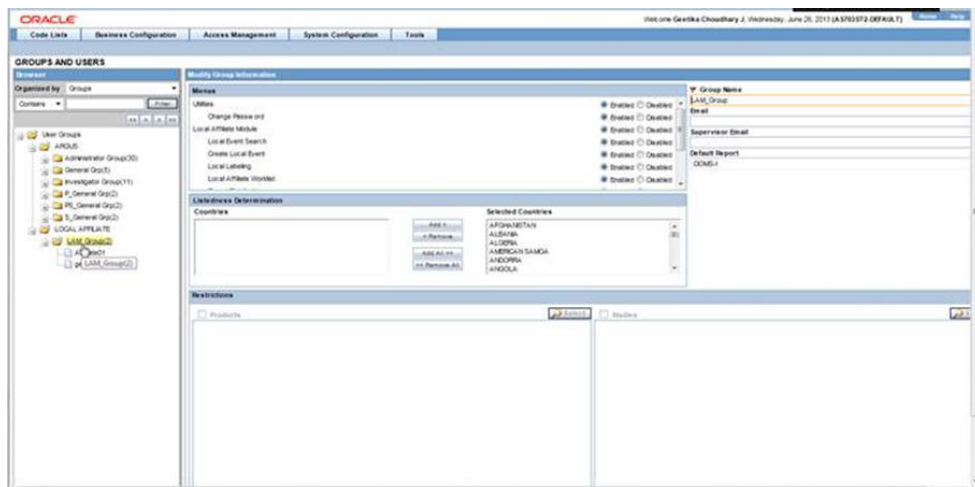 ORACLE
Welcome Geetika Choudhary J, Wednesday, June 26, 2013 (AS703ST2-DEFAULT)
Home Help
Code Lists Business Configuration Access Management System Configuration Tools
GROUPS AND USERS
Browser
Organized by Groups
Contains
Filter
User Groups
ARGUS
Administrator Group(30)
General Grp(5)
Investigator Group(11)
P_General Grp(2)
PS_General Grp(2)
S_General Grp(2)
LOCAL AFFILIATE
LAM_Group(2)
LAM_Group(2)
Modify Group Information
Menus
Utilities
Change Password Enabled Disabled
Local Affiliate Module Enabled Disabled
Local Event Search Enabled Disabled
Create Local Event Enabled Disabled
Local Labeling Enabled Disabled
Local Affiliate Worklist Enabled Disabled
Group Name
LAM_Group
Email
Supervisor Email
Default Report
CIOMS-I
Listedness Determination
Countries
Add >
< Remove
Add All >>
<< Remove All
Selected Countries
AFGHANISTAN
ALBANIA
ALGERIA
AMERICAN SAMOA
ANDORRA
ANGOLA
Restrictions
Products
Select
Studies